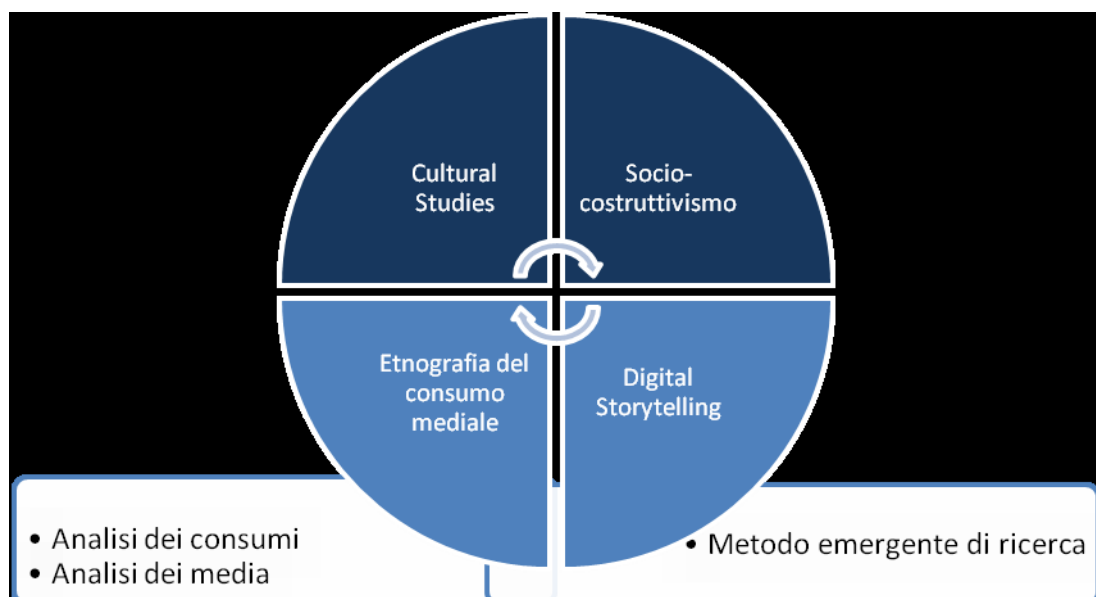 Cultural
Studies
Socio-
costruttivismo
Etnografia del
consumo
mediale
Digital
Storytelling
• Analisi dei consumi
• Analisi dei media
• Metodo emergente di ricerca